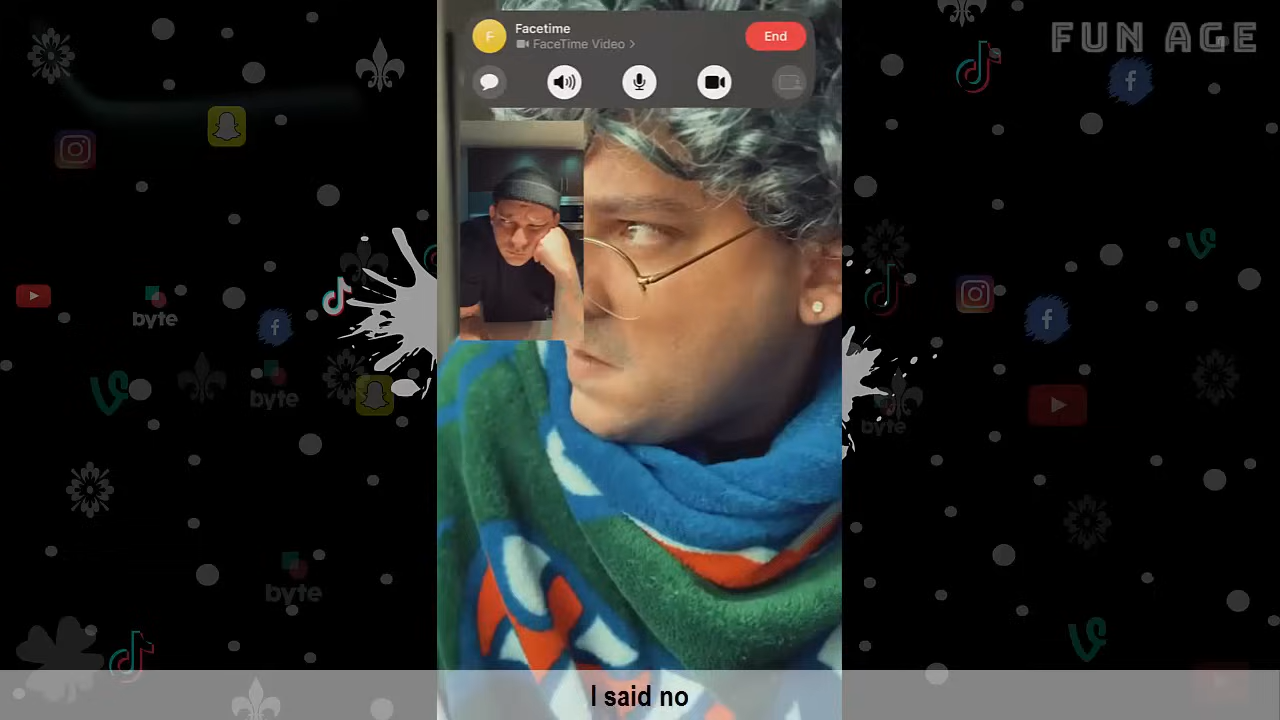 Facetime
F
FaceTime Video
End
FUN AGE
byte
byte
byte
byte
I said no